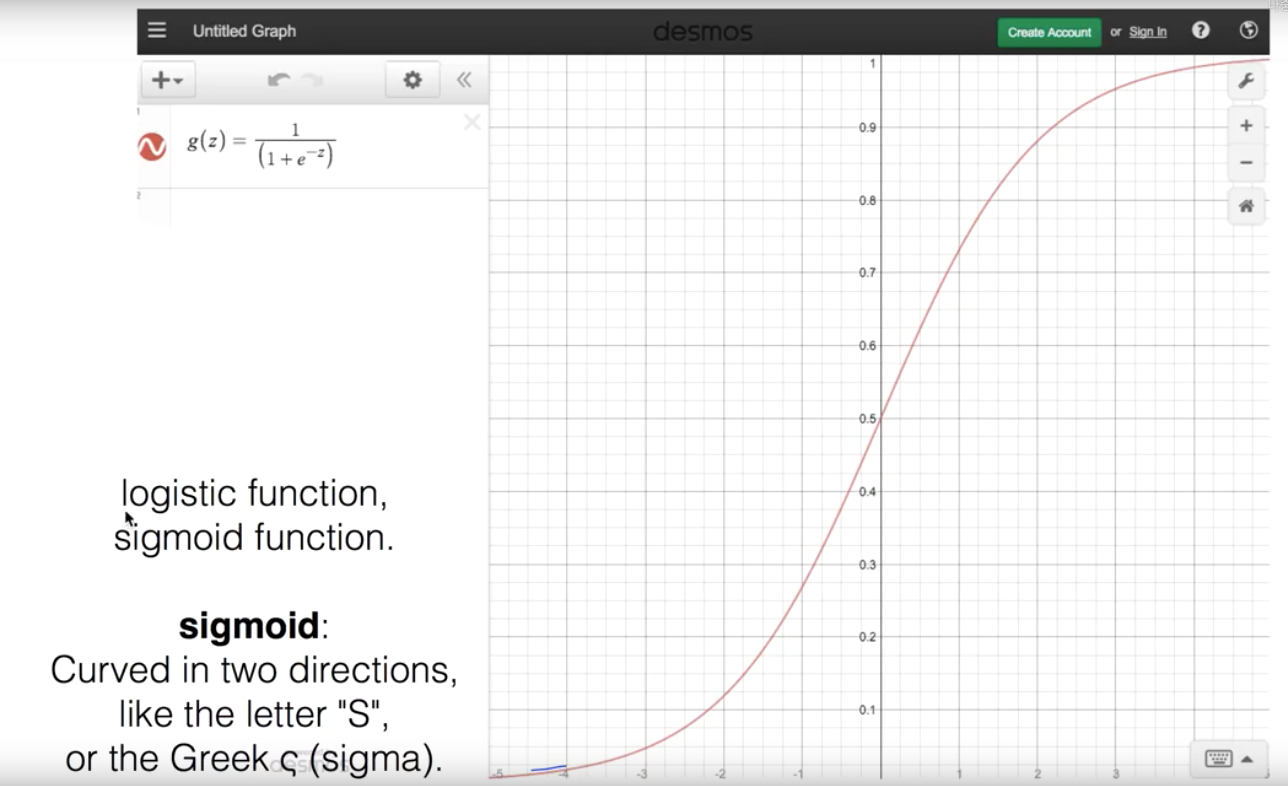 Untitled Graph
desmos
Create Account or Sign In ?
1
g(z) = 1/(1 + e^{-z})
2
logistic function,
sigmoid function.
sigmoid:
Curved in two directions,
like the letter "S",
or the Greek ς (sigma).
1
0.9
0.8
0.7
0.6
0.5
0.4
0.3
0.2
0.1
-5 -4 -3 -2 -1 1 2 3